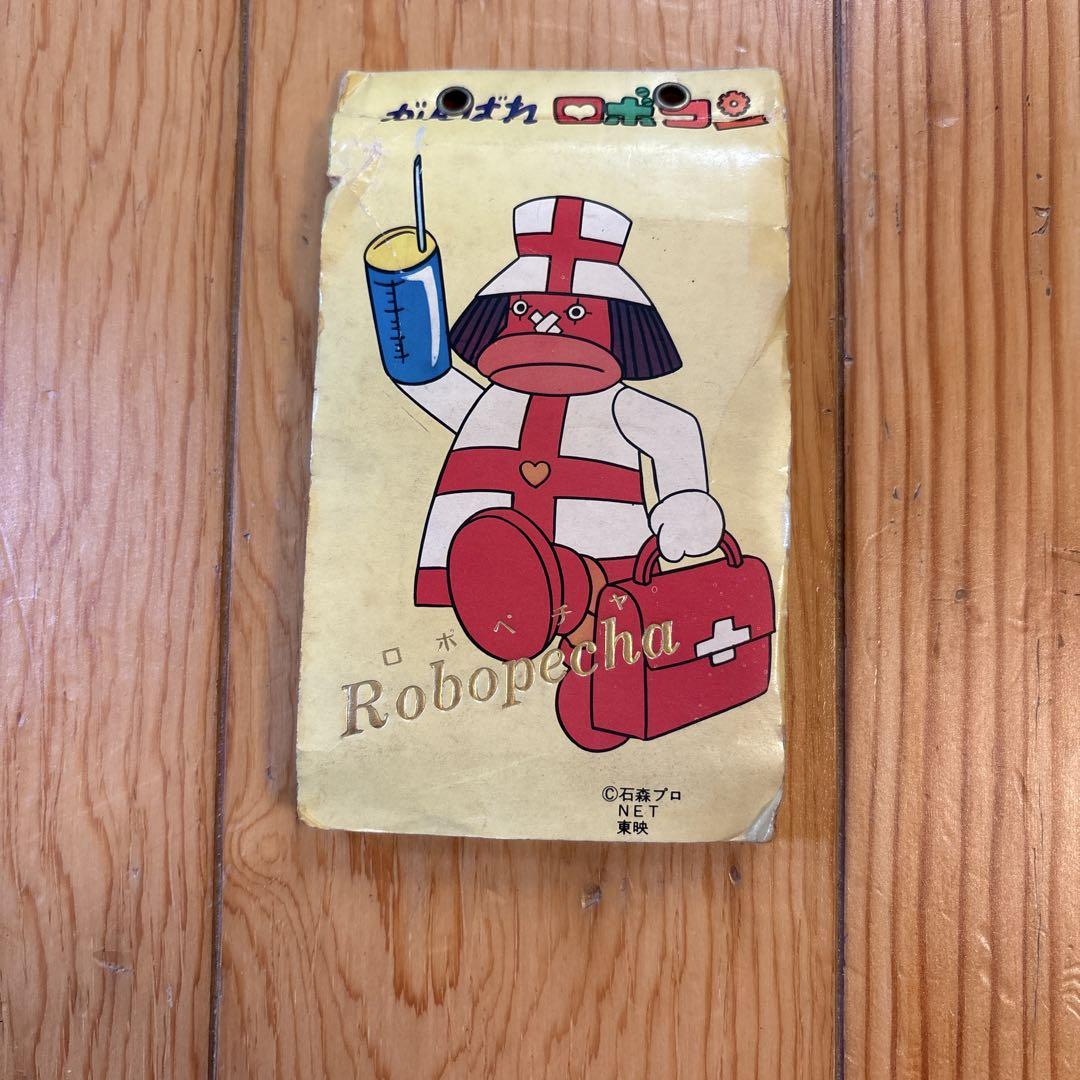 がんばれ ロボコン
ロボペチャ
Robopecha
©石森プロ
NET
東映